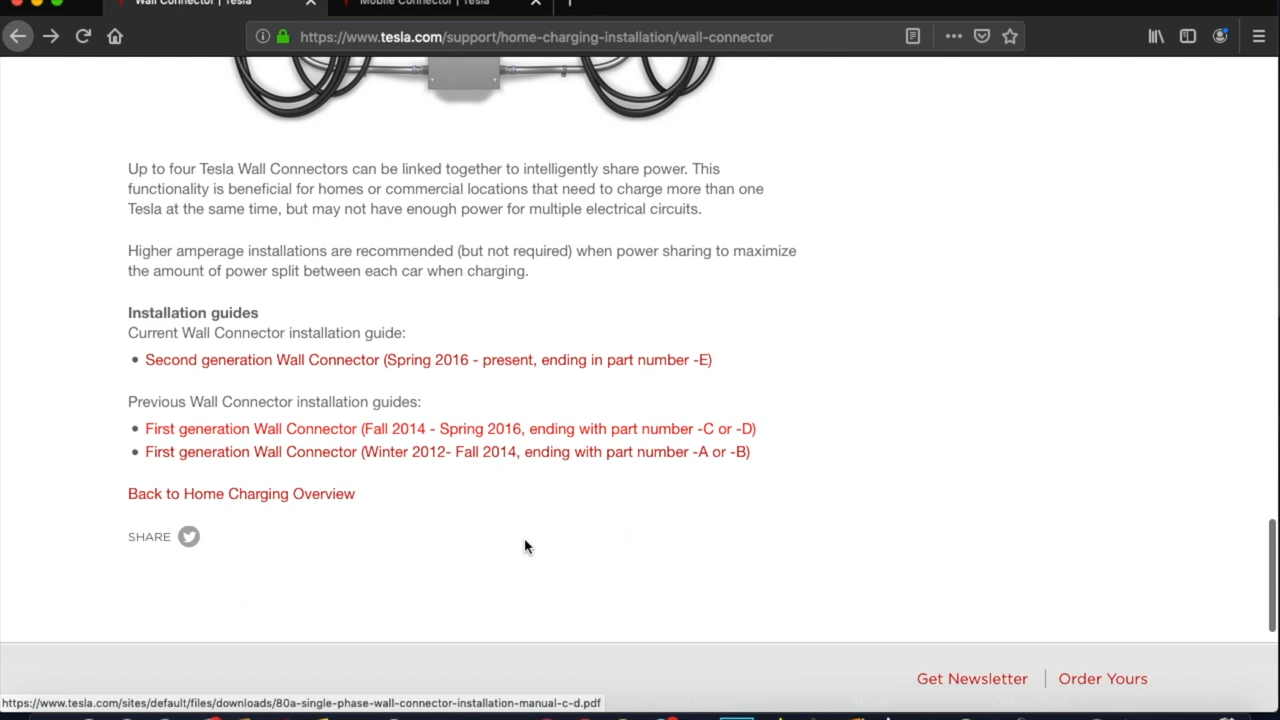 Wall Connector | Tesla
Mobile Connector | Tesla
https://www.tesla.com/support/home-charging-installation/wall-connector
Up to four Tesla Wall Connectors can be linked together to intelligently share power. This
functionality is beneficial for homes or commercial locations that need to charge more than one
Tesla at the same time, but may not have enough power for multiple electrical circuits.
Higher amperage installations are recommended (but not required) when power sharing to maximize
the amount of power split between each car when charging.
Installation guides
Current Wall Connector installation guide:
• Second generation Wall Connector (Spring 2016 - present, ending in part number -E)
Previous Wall Connector installation guides:
• First generation Wall Connector (Fall 2014 - Spring 2016, ending with part number -C or -D)
• First generation Wall Connector (Winter 2012- Fall 2014, ending with part number -A or -B)
Back to Home Charging Overview
SHARE
Get Newsletter
Order Yours
https://www.tesla.com/sites/default/files/downloads/80a-single-phase-wall-connector-installation-manual-c-d.pdf